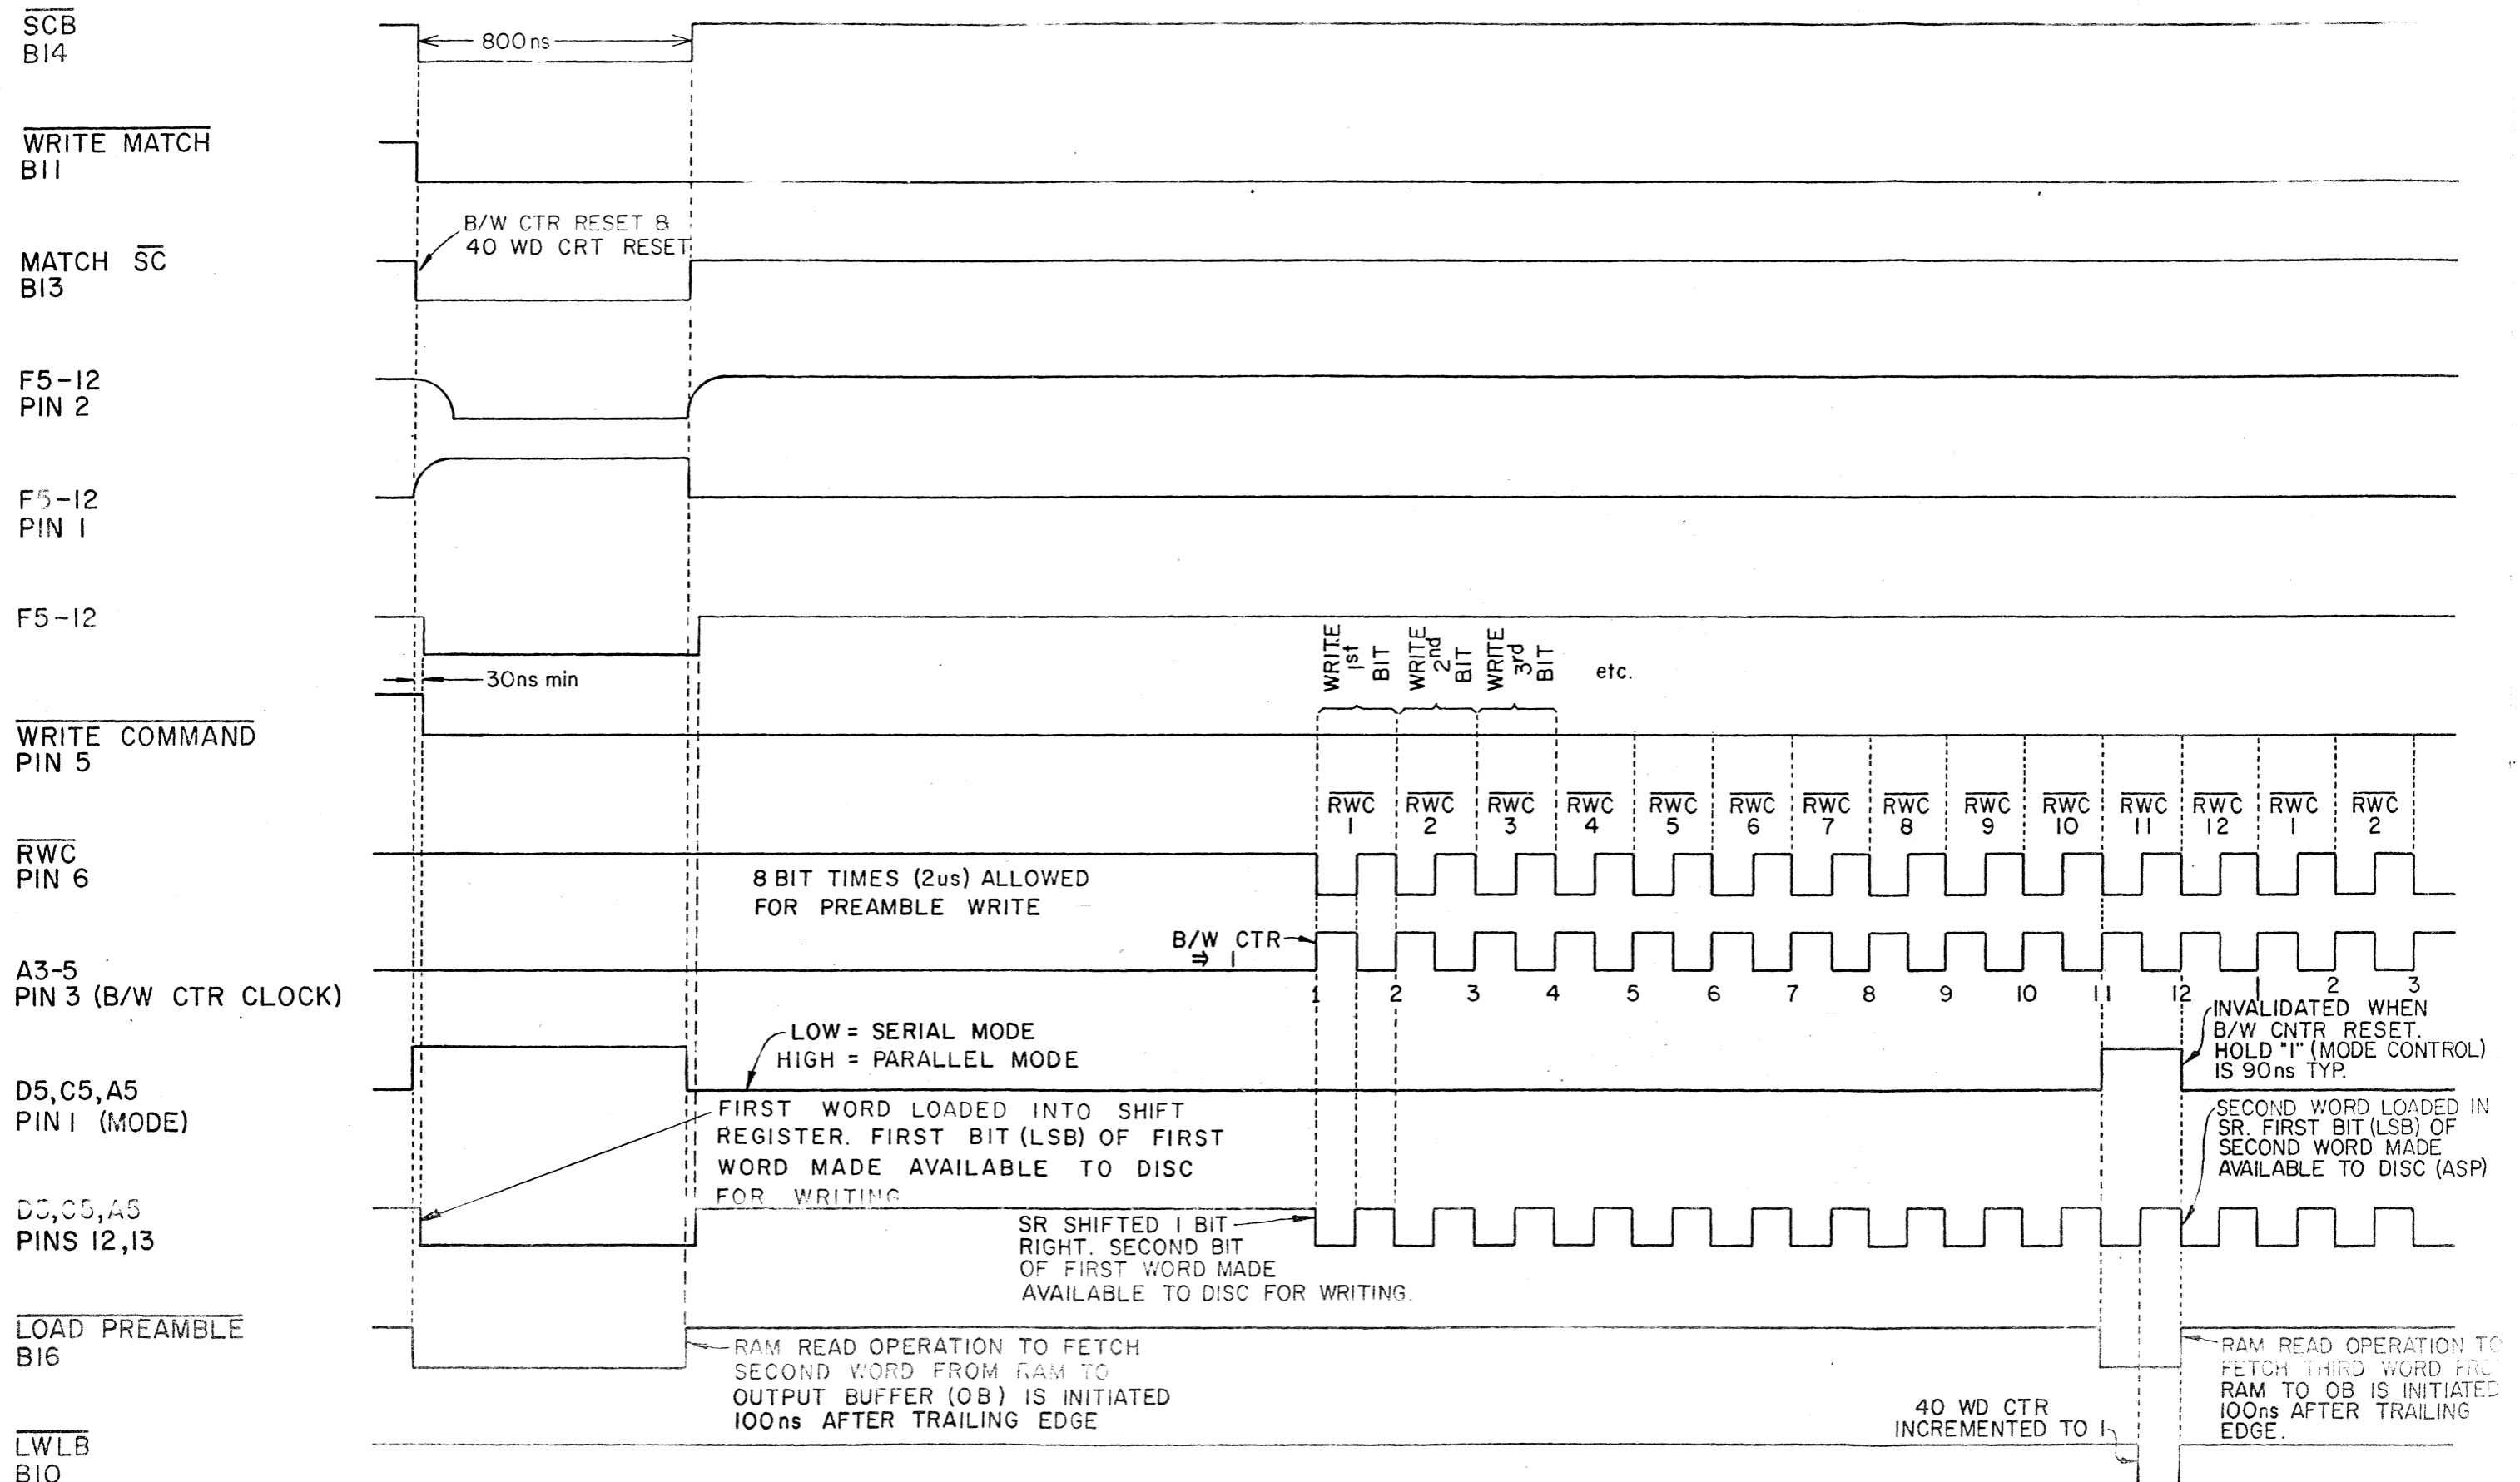 SCB
B14
800ns
WRITE MATCH
B11
B/W CTR RESET &
40 WD CRT RESET
MATCH SC
B13
F5-12
PIN 2
F5-12
PIN 1
F5-12
30ns min
WRITE 1st BIT
WRITE 2nd BIT
WRITE 3rd BIT
etc.
WRITE COMMAND
PIN 5
RWC RWC RWC RWC RWC RWC RWC RWC RWC RWC RWC RWC RWC RWC
1 2 3 4 5 6 7 8 9 10 11 12 1 2
RWC
PIN 6
8 BIT TIMES (2us) ALLOWED
FOR PREAMBLE WRITE
B/W CTR
⇒ 1
A3-5
PIN 3 (B/W CTR CLOCK)
1 2 3 4 5 6 7 8 9 10 11 12 1 2 3
LOW = SERIAL MODE
HIGH = PARALLEL MODE
INVALIDATED WHEN
B/W CNTR RESET.
HOLD "1" (MODE CONTROL)
IS 90ns TYP.
D5,C5,A5
PIN 1 (MODE)
FIRST WORD LOADED INTO SHIFT
REGISTER. FIRST BIT (LSB) OF FIRST
WORD MADE AVAILABLE TO DISC
FOR WRITING
SECOND WORD LOADED IN
SR. FIRST BIT (LSB) OF
SECOND WORD MADE
AVAILABLE TO DISC (ASP)
D5,C5,A5
PINS 12,13
SR SHIFTED 1 BIT
RIGHT. SECOND BIT
OF FIRST WORD MADE
AVAILABLE TO DISC FOR WRITING.
LOAD PREAMBLE
B16
RAM READ OPERATION TO FETCH
SECOND WORD FROM RAM TO
OUTPUT BUFFER (OB) IS INITIATED
100ns AFTER TRAILING EDGE
RAM READ OPERATION TO
FETCH THIRD WORD
RAM TO OB IS INITIATED
100ns AFTER TRAILING
EDGE.
40 WD CTR
INCREMENTED TO 1
LWLB
B10